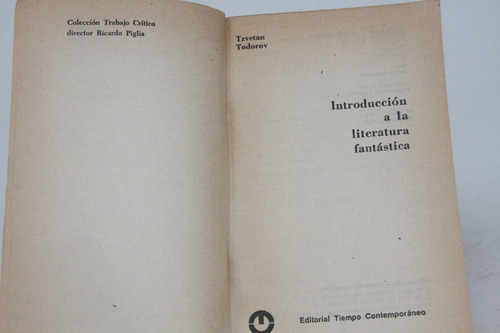 Colección Trabajo Crítico
director Ricardo Piglia
Tzvetan
Todorov
Introducción
a la
literatura
fantástica
Editorial Tiempo Contemporáneo